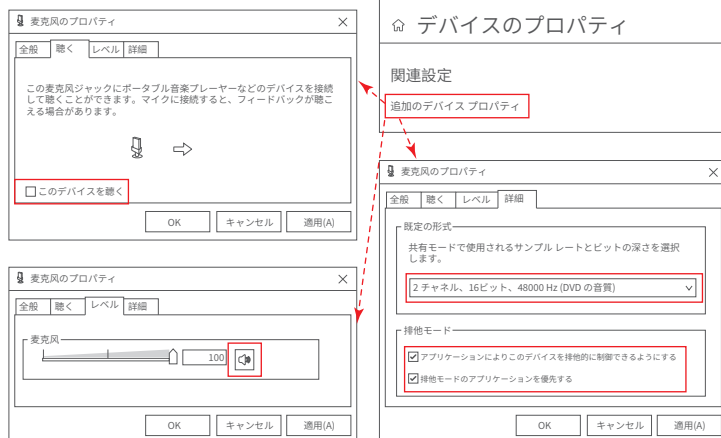 麦克风のプロパティ
全般 聴く レベル 詳細
この麦克风ジャックにポータブル音楽プレーヤーなどのデバイスを接続
して聴くことができます。マイクに接続すると、フィードバックが聴こ
える場合があります。
このデバイスを聴く
OK キャンセル 適用(A)
デバイスのプロパティ
関連設定
追加のデバイス プロパティ
麦克风のプロパティ
全般 聴く レベル 詳細
麦克风
100
OK キャンセル 適用(A)
麦克风のプロパティ
全般 聴く レベル 詳細
既定の形式
共有モードで使用されるサンプル レートとビットの深さを選択
します。
2 チャネル、16ビット、48000 Hz (DVD の音質)
排他モード
アプリケーションによりこのデバイスを排他的に制御できるようにする
排他モードのアプリケーションを優先する
OK キャンセル 適用(A)